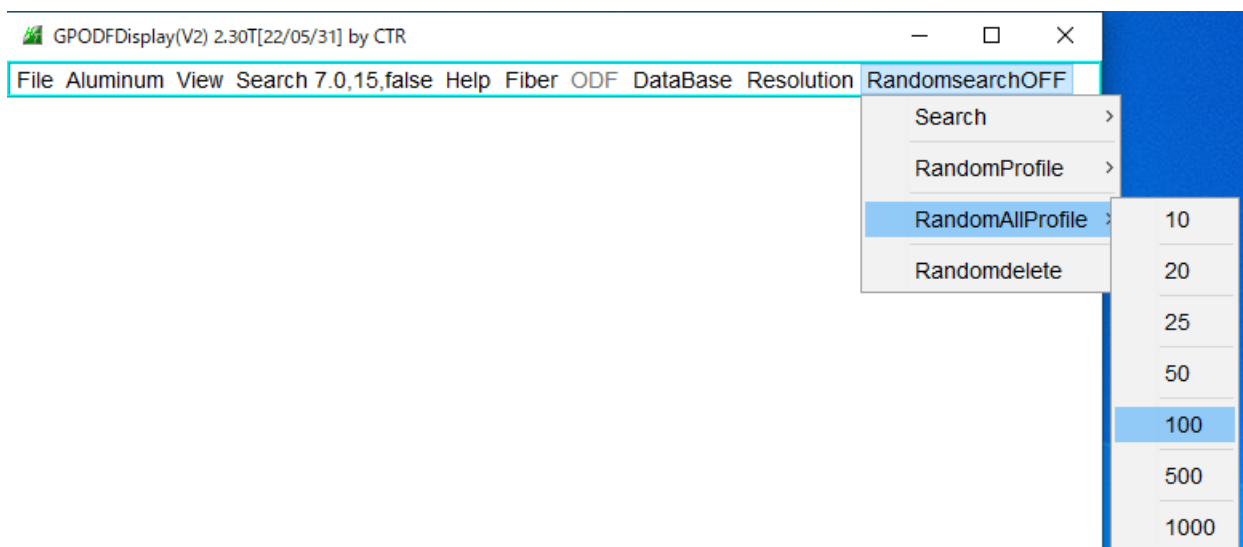 GPODFDisplay(V2) 2.30T[22/05/31] by CTR
File Aluminum View Search 7.0,15,false Help Fiber ODF DataBase Resolution RandomsearchOFF
Search
RandomProfile
RandomAllProfile
Randomdelete
10
20
25
50
100
500
1000